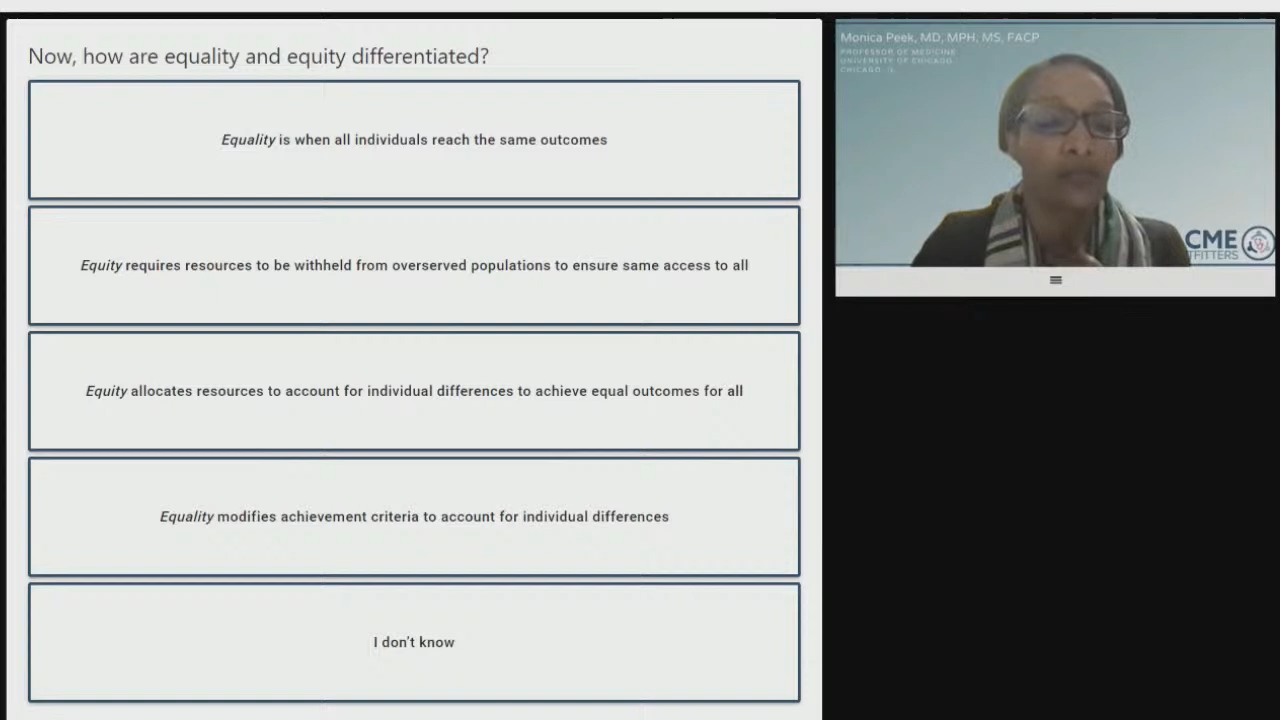 Now, how are equality and equity differentiated?
Equality is when all individuals reach the same outcomes
Equity requires resources to be withheld from overserved populations to ensure same access to all
Equity allocates resources to account for individual differences to achieve equal outcomes for all
Equality modifies achievement criteria to account for individual differences
I don't know
Monica Peek, MD, MPH, MS, FACP
PROFESSOR OF MEDICINE
UNIVERSITY OF CHICAGO
CHICAGO, IL
CME
TFITTERS